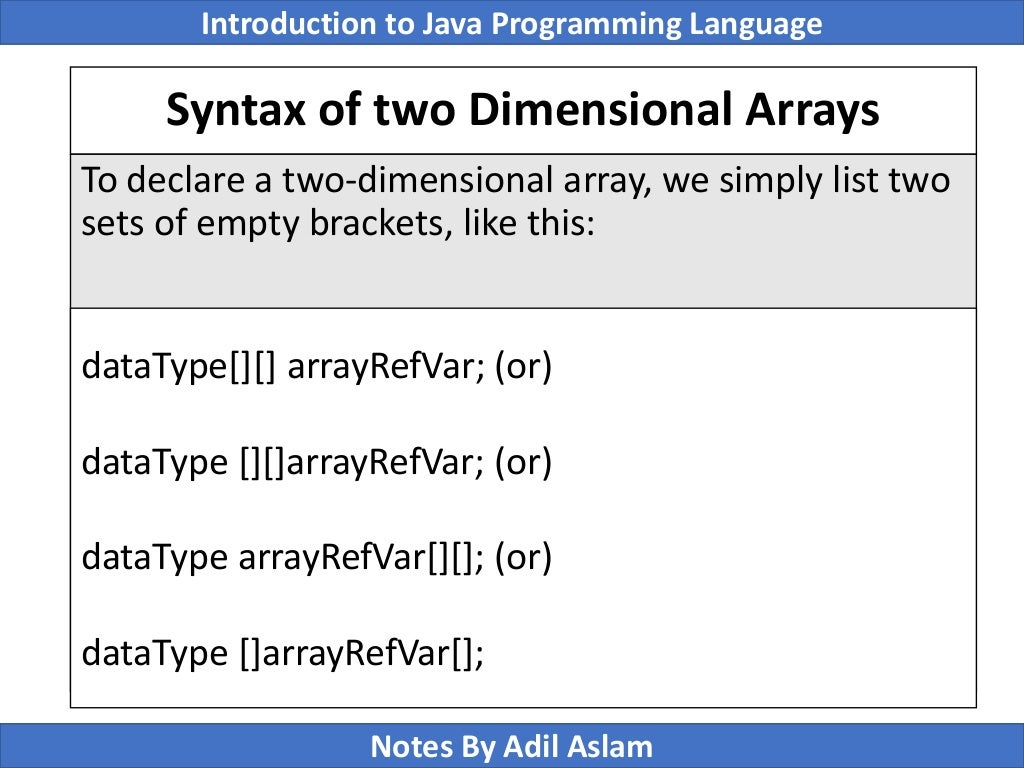 Introduction to Java Programming Language
Syntax of two Dimensional Arrays
To declare a two-dimensional array, we simply list two
sets of empty brackets, like this:
dataType[][] arrayRefVar; (or)
dataType [][]arrayRefVar; (or)
dataType arrayRefVar[][]; (or)
dataType []arrayRefVar[];
Notes By Adil Aslam